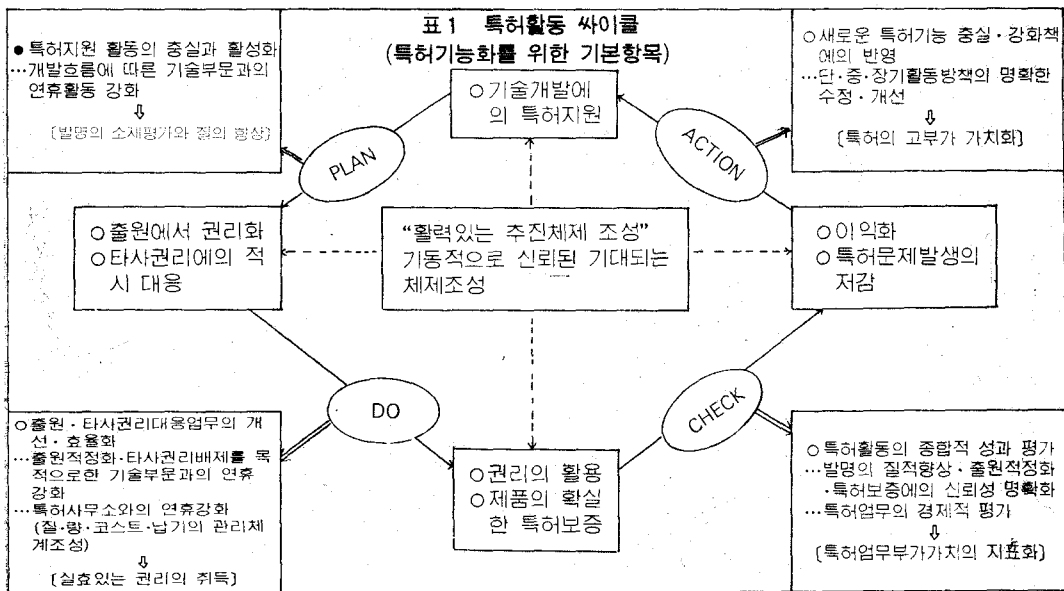 표 1 특허활동 싸이클
(특허기능화를 위한 기본항목)
● 특허지원 활동의 충실과 활성화
…개발흐름에 따른 기술부문과의
연휴활동 강화
⇩
[발명의 소재평가와 질의 향상]
○기술개발에
의 특허지원
○새로운 특허기능 충실·강화책
에의 반영
…단·중·장기활동방책의 명확한
수정·개선
⇩
[특허의 고부가 가치화]
PLAN
ACTION
○출원에서 권리화
○타사권리에의 적
시 대응
“활력있는 추진체제 조성”
기동적으로 신뢰된 기대되는
체제조성
○이익화
○특허문제발생의
저감
DO
CHECK
○출원·타사권리대응업무의 개
선·효율화
…출원적정화·타사권리배제를 목
적으로한 기술부문과의 연휴
강화
…특허사무소와의 연휴강화
(질·량·코스트·납기의 관리체
계조성)
⇩
[실효있는 권리의 취득]
○권리의 활용
○제품의 확실
한 특허보증
○특허활동의 종합적 성과 평가
…발명의 질적향상·출원적정화
·특허보증에의 신뢰성 명확화
…특허업무의 경제적 평가
⇩
[특허업무부가가치의 지표화]